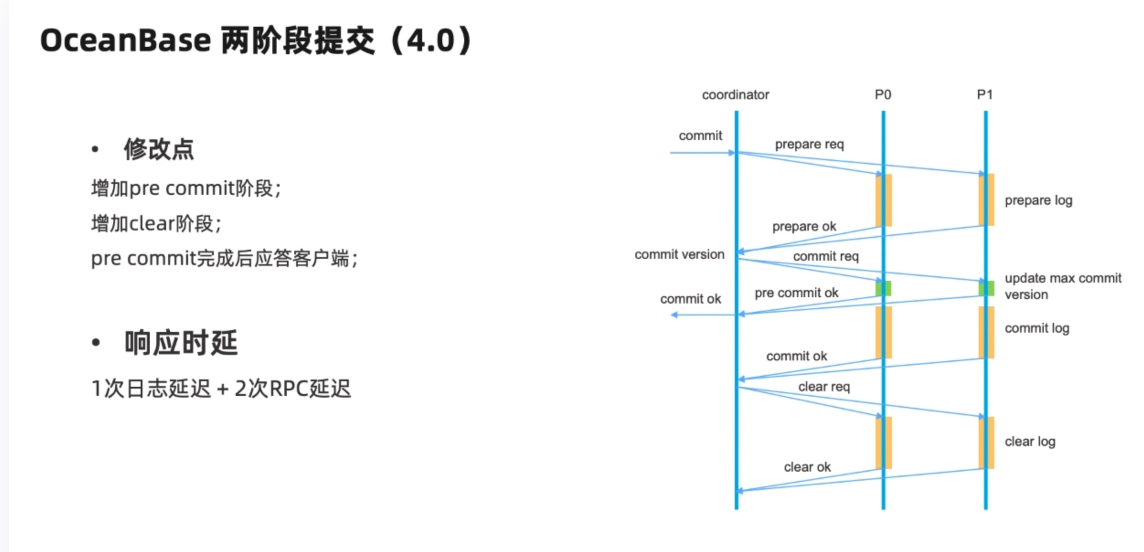 OceanBase 两阶段提交（4.0）
• 修改点
增加pre commit阶段；
增加clear阶段；
pre commit完成后应答客户端；
• 响应时延
1次日志延迟 + 2次RPC延迟
coordinator
P0
P1
commit
prepare req
prepare log
prepare ok
commit version
commit req
update max commit
version
pre commit ok
commit ok
commit log
commit ok
clear req
clear log
clear ok